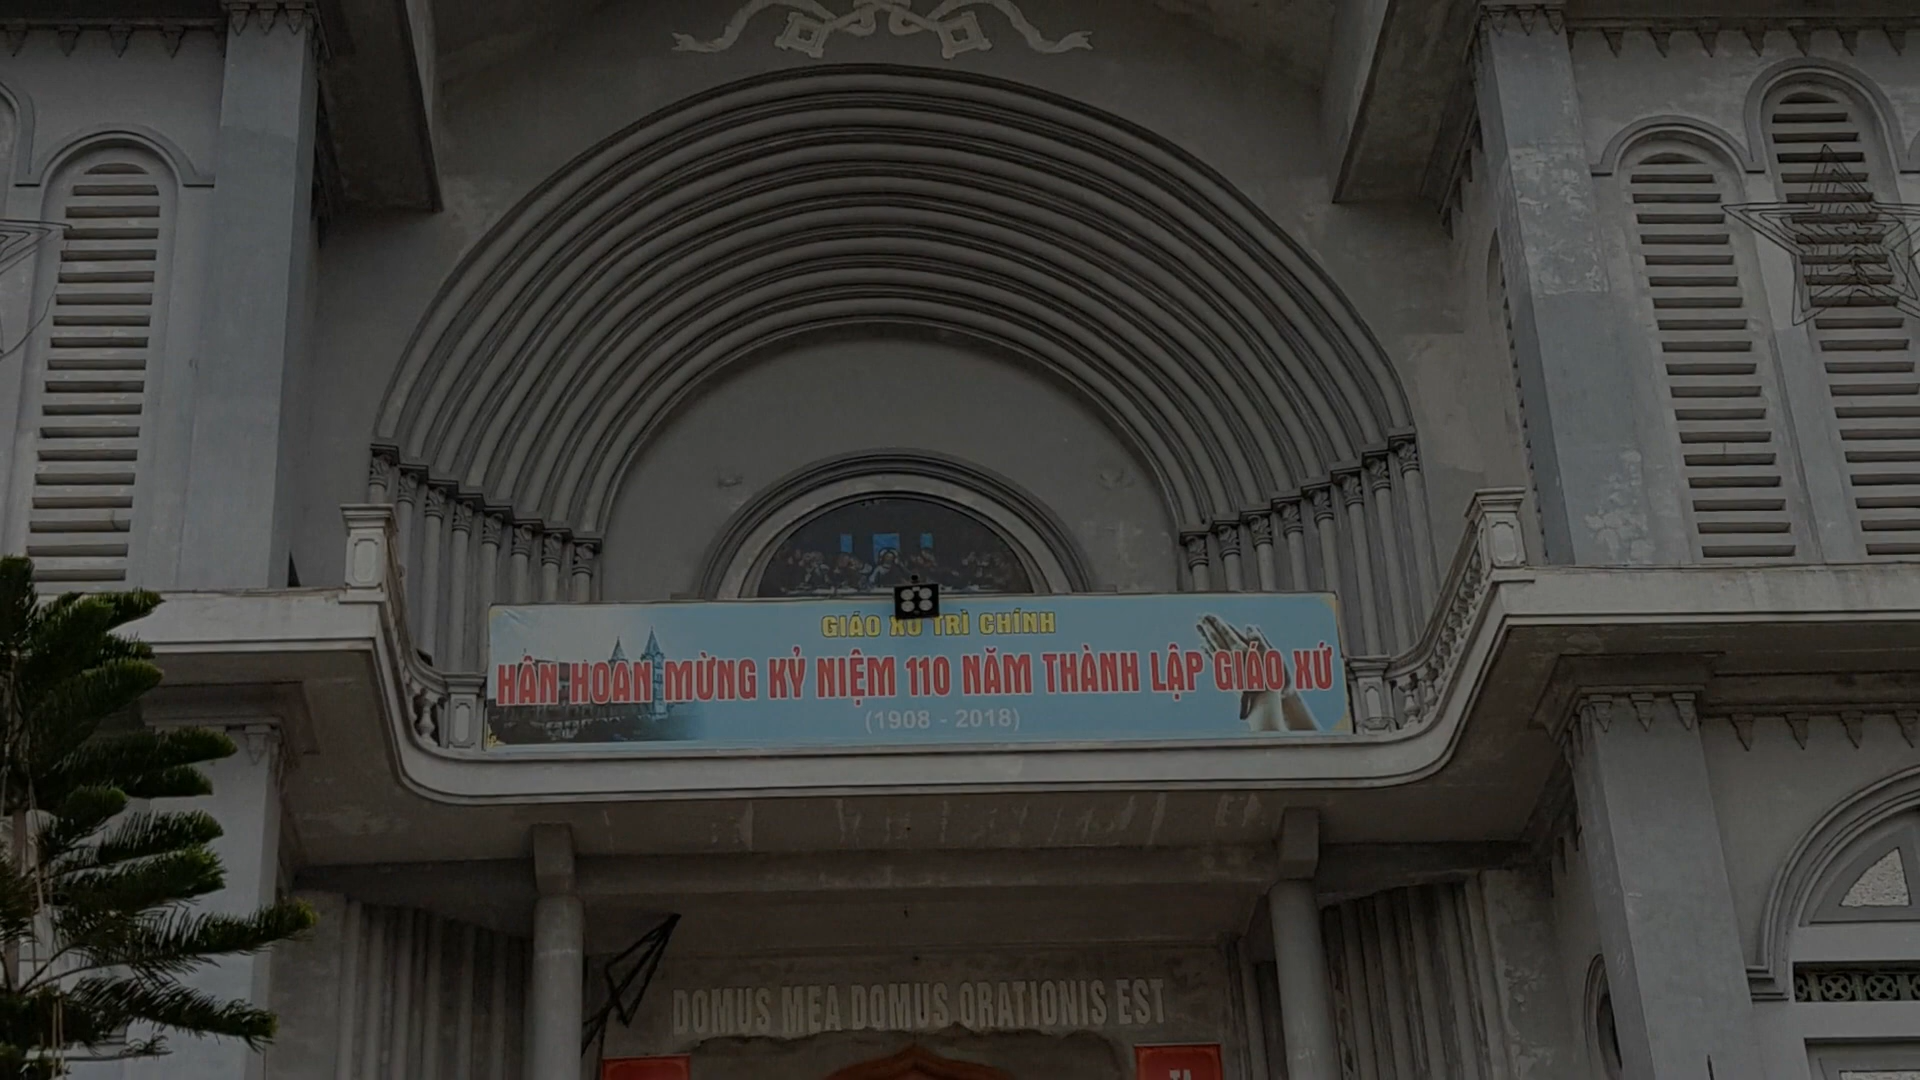 GIÁO XỨ TRÌ CHÍNH
HÂN HOAN MỪNG KỶ NIỆM 110 NĂM THÀNH LẬP GIÁO XỨ
(1908 - 2018)
DOMUS MEA DOMUS ORATIONIS EST
TA